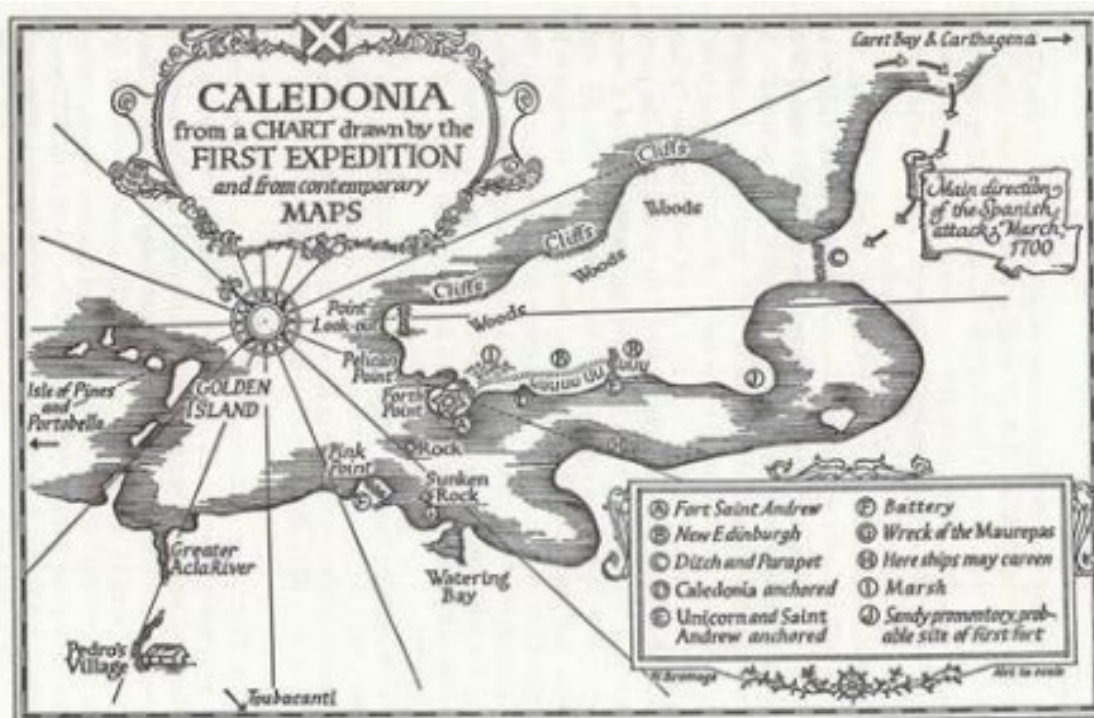 CALEDONIA
from a CHART drawn by the
FIRST EXPEDITION
and from contemporary
MAPS
Caret Bay & Carthagena
Main direction
of the Spanish
attack, March,
1700
Cliffs
Woods
Cliffs
Woods
Cliffs
Woods
C
Point
Look-out
Pelican
Point
Forth
Point
I
B
H
D
E
J
A
Isle of Pines
and
Portobello
GOLDEN
ISLAND
Rock
Pink
Point
F
Sunken
Rock
G
Watering
Bay
Greater
Acla River
Pedro's
Village
Toubacanti
A Fort Saint Andrew
B New Edinburgh
C Ditch and Parapet
D Caledonia anchored
E Unicorn and Saint
Andrew anchored
F Battery
G Wreck of the Maurepas
H Here ships may careen
I Marsh
J Sandy promontory, prob-
able site of first fort
Not to scale